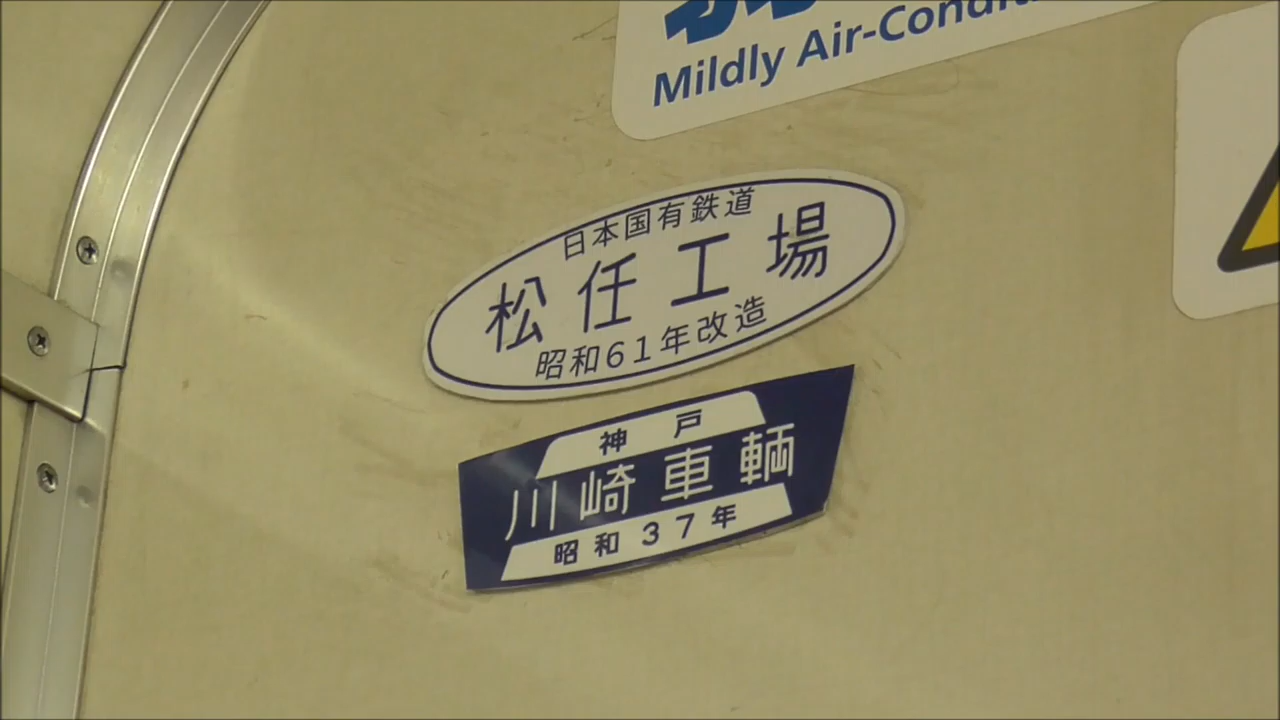 Mildly Air-Condit
日本国有鉄道
松任工場
昭和61年改造
神戸
川崎車輌
昭和37年